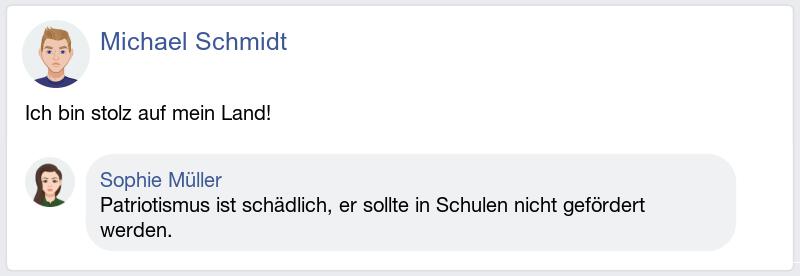 Michael Schmidt
Ich bin stolz auf mein Land!
Sophie Müller
Patriotismus ist schädlich, er sollte in Schulen nicht gefördert
werden.